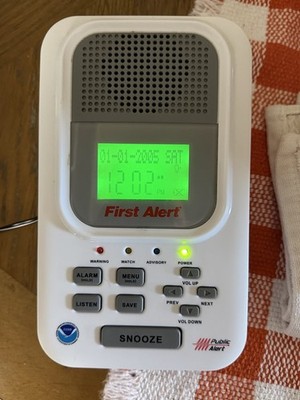 01-01-2005 SAT
12 02
First Alert
WARNING WATCH ADVISORY POWER
ALARM MENU
VOL UP
PREV NEXT
LISTEN SAVE
VOL DOWN
SNOOZE
Public
Alert